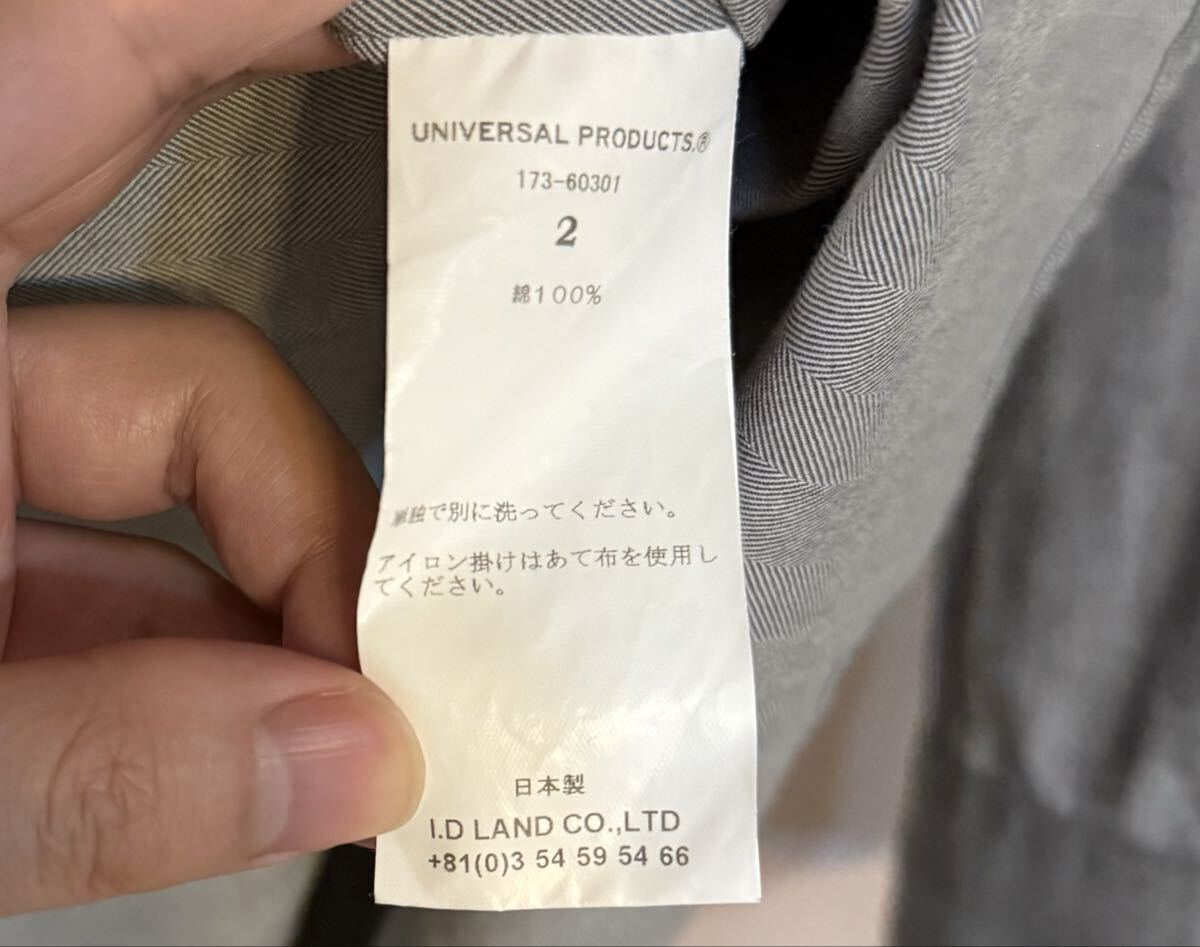 UNIVERSAL PRODUCTS.®
173-60301
2
綿100%
単独で別に洗ってください。
アイロン掛けはあて布を使用し
てください。
日本製
I.D LAND CO.,LTD
+81(0)3 54 59 54 66